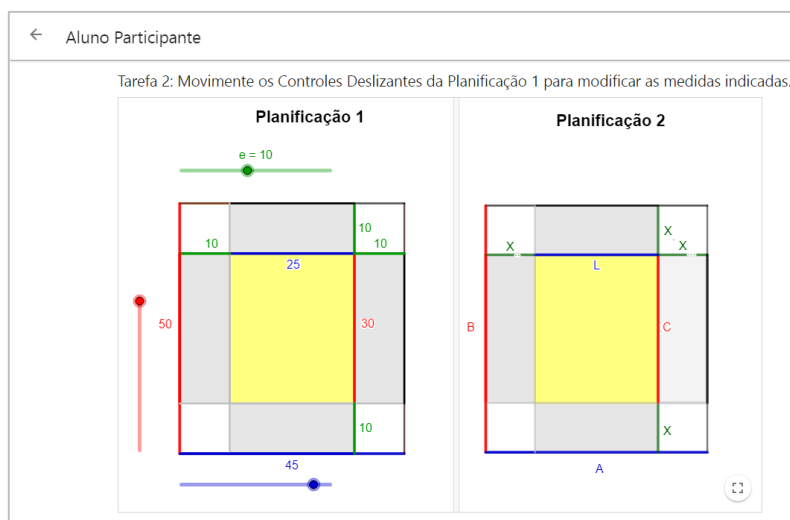 Aluno Participante
Tarefa 2: Movimente os Controles Deslizantes da Planificação 1 para modificar as medidas indicadas.
Planificação 1
Planificação 2
e = 10
10
10
10
25
50
30
10
45
X
X
X
L
B
C
X
A